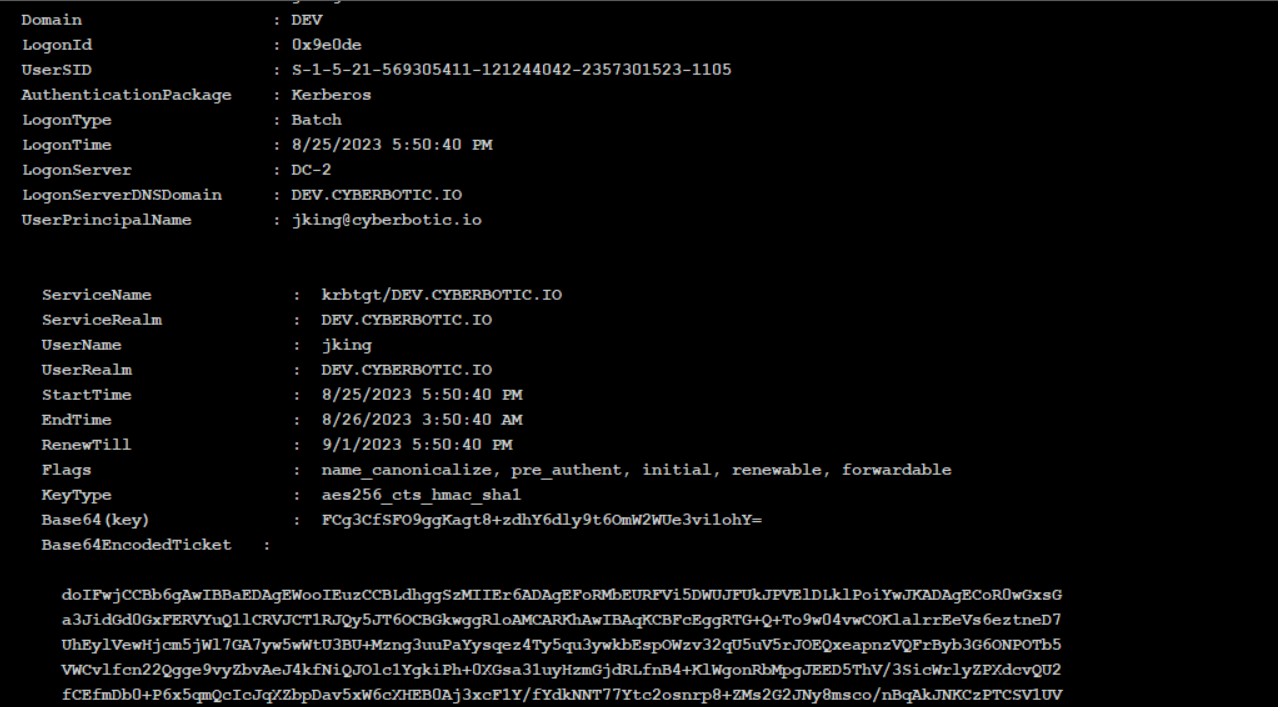 Domain : DEV
LogonId : 0x9e0de
UserSID : S-1-5-21-569305411-121244042-2357301523-1105
AuthenticationPackage : Kerberos
LogonType : Batch
LogonTime : 8/25/2023 5:50:40 PM
LogonServer : DC-2
LogonServerDNSDomain : DEV.CYBERBOTIC.IO
UserPrincipalName : jking@cyberbotic.io
ServiceName : krbtgt/DEV.CYBERBOTIC.IO
ServiceRealm : DEV.CYBERBOTIC.IO
UserName : jking
UserRealm : DEV.CYBERBOTIC.IO
StartTime : 8/25/2023 5:50:40 PM
EndTime : 8/26/2023 3:50:40 AM
RenewTill : 9/1/2023 5:50:40 PM
Flags : name_canonicalize, pre_authent, initial, renewable, forwardable
KeyType : aes256_cts_hmac_sha1
Base64(key) : FCg3CfSFO9ggKagt8+zdhY6dly9t6OmW2WUe3vi1ohY=
Base64EncodedTicket :
doIFwjCCBb6gAwIBBaEDAgEWooIEuzCCBLdhggSzMIIEr6ADAgEFoRMbEURFVi5DWUJFUkJPVElDLklPoiYwJKADAgECoR0wGxsG
a3JidGd0GxFERVYuQ1lCRVJCT1RJQy5JT6OCBGkwggRloAMCARKhAwIBAqKCBFcEggRTG+Q+To9w04vwCOKlalrrEeVs6eztneD7
UhEylVewHjcm5jWl7GA7yw5wWtU3BU+Mzng3uuPaYysqez4Ty5qu3ywkbEspOWzv32qU5uV5rJOEQxeapnzVQFrByb3G6ONPOTb5
VWCvlfcn22Qgge9vyZbvAeJ4kfNiQJOlc1YgkiPh+0XGsa31uyHzmGjdRLfnB4+KlWgonRbMpgJEED5ThV/3SicWrlyZPXdcvQU2
fCEfmDb0+P6x5qmQcIcJqXZbpDav5xW6cXHEB0Aj3xcF1Y/fYdkNNT77Ytc2osnrp8+ZMs2G2JNy8msco/nBqAkJNKCzPTCSV1UV